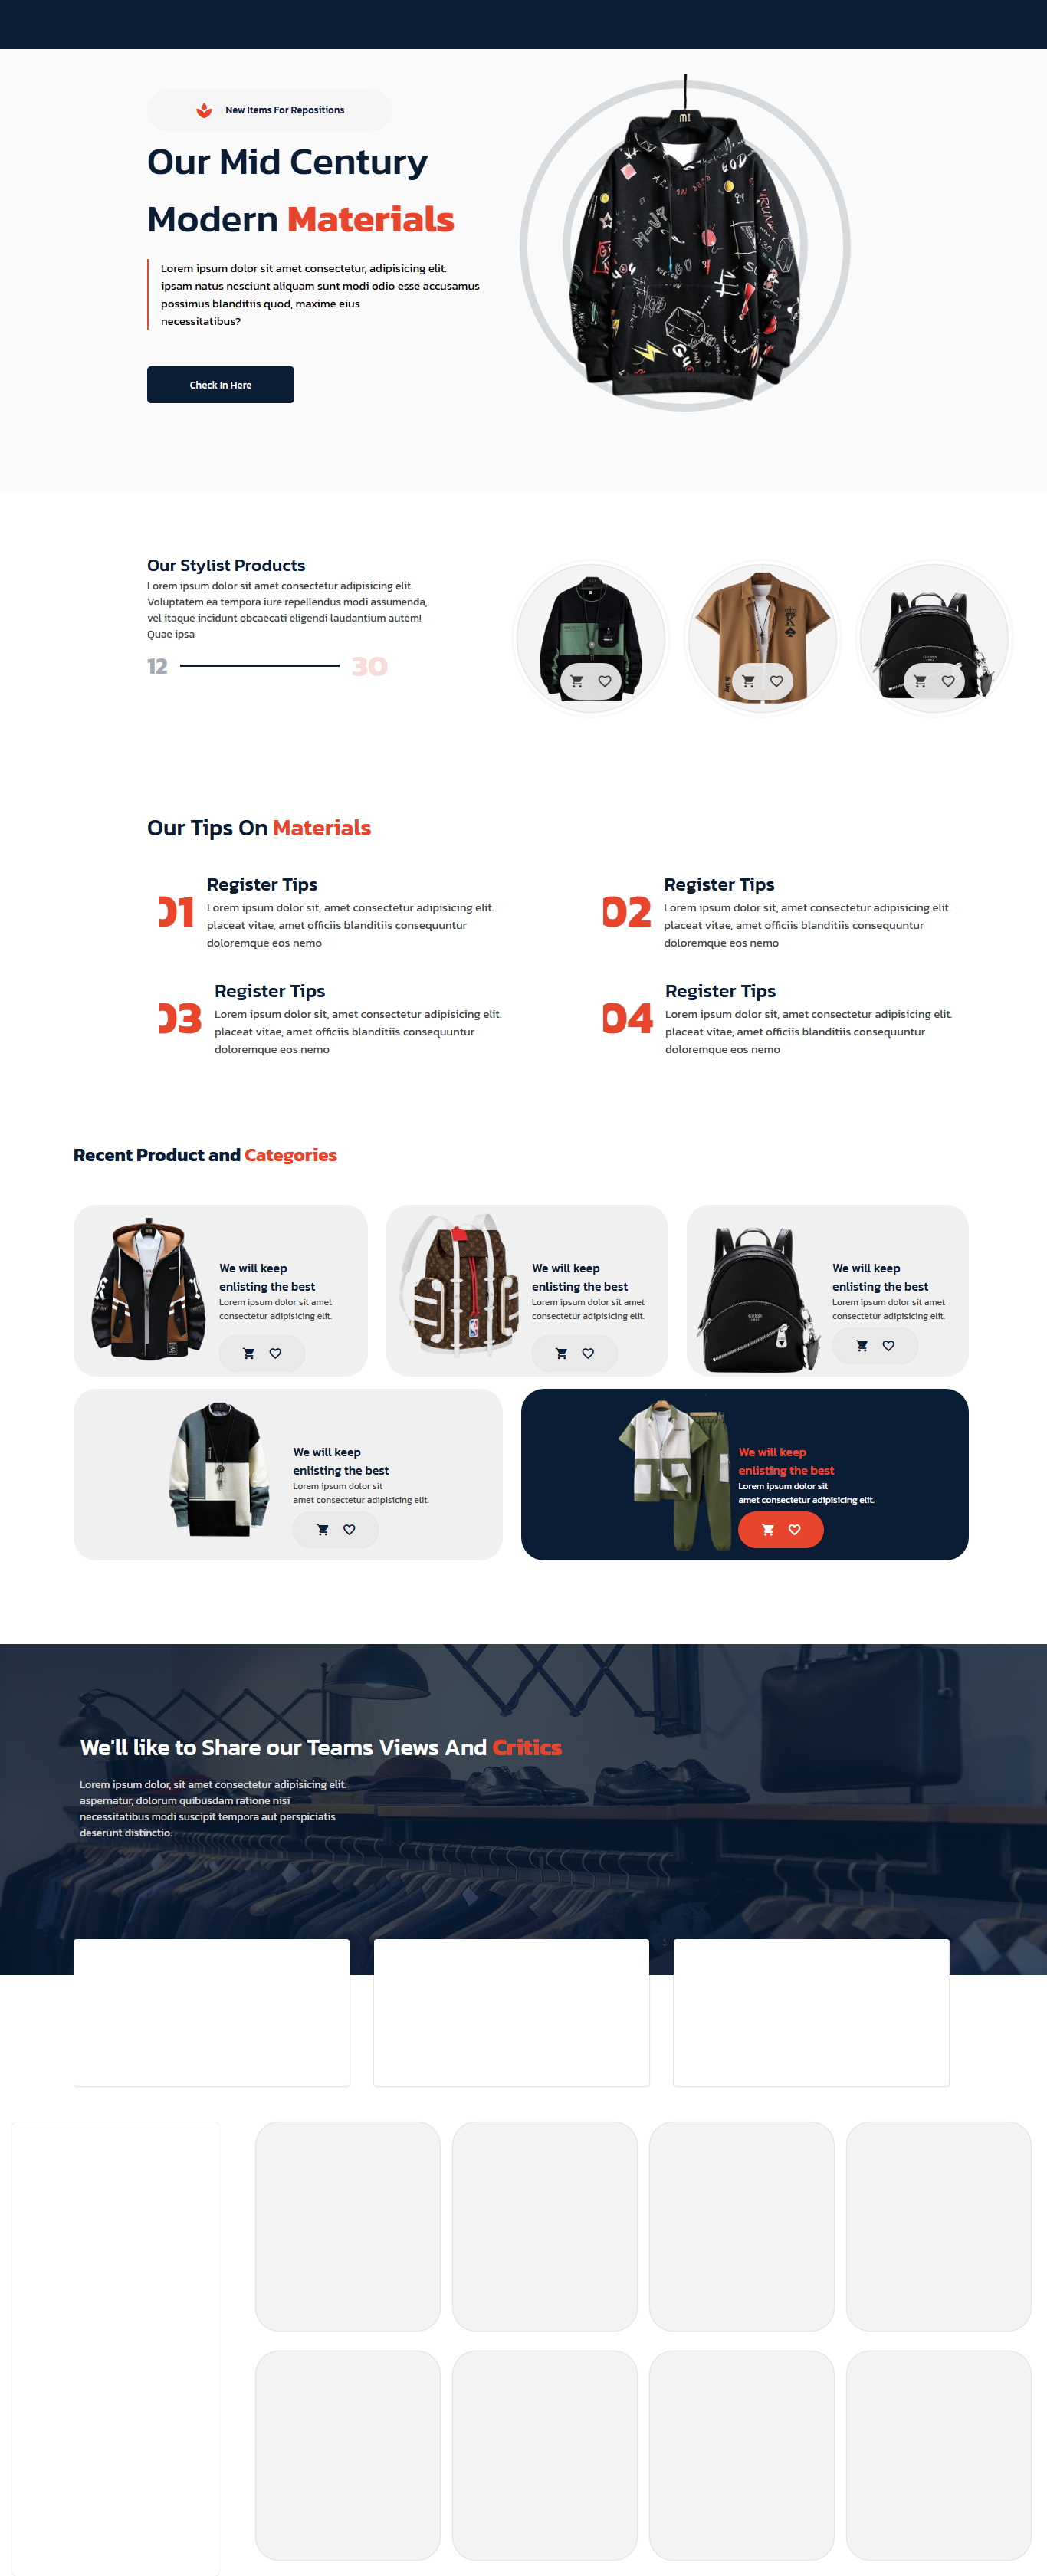 New Items For Repositions
Our Mid Century
Modern Materials
Lorem ipsum dolor sit amet consectetur, adipisicing elit.
ipsam natus nesciunt aliquam sunt modi odio esse accusamus
possimus blanditiis quod, maxime eius
necessitatibus?
Check In Here
MI
GOD
Our Stylist Products
Lorem ipsum dolor sit amet consectetur adipisicing elit.
Voluptatem ea tempora iure repellendus modi assumenda,
vel itaque incidunt obcaecati eligendi laudantium autem!
Quae ipsa
12
30
K
Our Tips On Materials
01
Register Tips
Lorem ipsum dolor sit, amet consectetur adipisicing elit.
placeat vitae, amet officiis blanditiis consequuntur
doloremque eos nemo
02
Register Tips
Lorem ipsum dolor sit, amet consectetur adipisicing elit.
placeat vitae, amet officiis blanditiis consequuntur
doloremque eos nemo
03
Register Tips
Lorem ipsum dolor sit, amet consectetur adipisicing elit.
placeat vitae, amet officiis blanditiis consequuntur
doloremque eos nemo
04
Register Tips
Lorem ipsum dolor sit, amet consectetur adipisicing elit.
placeat vitae, amet officiis blanditiis consequuntur
doloremque eos nemo
Recent Product and Categories
We will keep
enlisting the best
Lorem ipsum dolor sit amet
consectetur adipisicing elit.
We will keep
enlisting the best
Lorem ipsum dolor sit amet
consectetur adipisicing elit.
GUESS
We will keep
enlisting the best
Lorem ipsum dolor sit amet
consectetur adipisicing elit.
We will keep
enlisting the best
Lorem ipsum dolor sit
amet consectetur adipisicing elit.
We will keep
enlisting the best
Lorem ipsum dolor sit
amet consectetur adipisicing elit.
We'll like to Share our Teams Views And Critics
Lorem ipsum dolor, sit amet consectetur adipisicing elit.
aspernatur, dolorum quibusdam ratione nisi
necessitatibus modi suscipit tempora aut perspiciatis
deserunt distinctio.